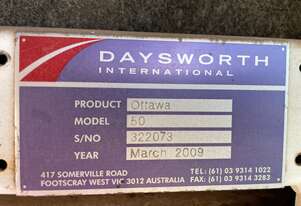 DAYSWORTH
INTERNATIONAL
PRODUCT Ottawa
MODEL 50
S/NO 322073
YEAR March 2009
417 SOMERVILLE ROAD TEL: (61) 03 9314 1022
FOOTSCRAY WEST VIC 3012 AUSTRALIA FAX: (61) 03 9314 3283